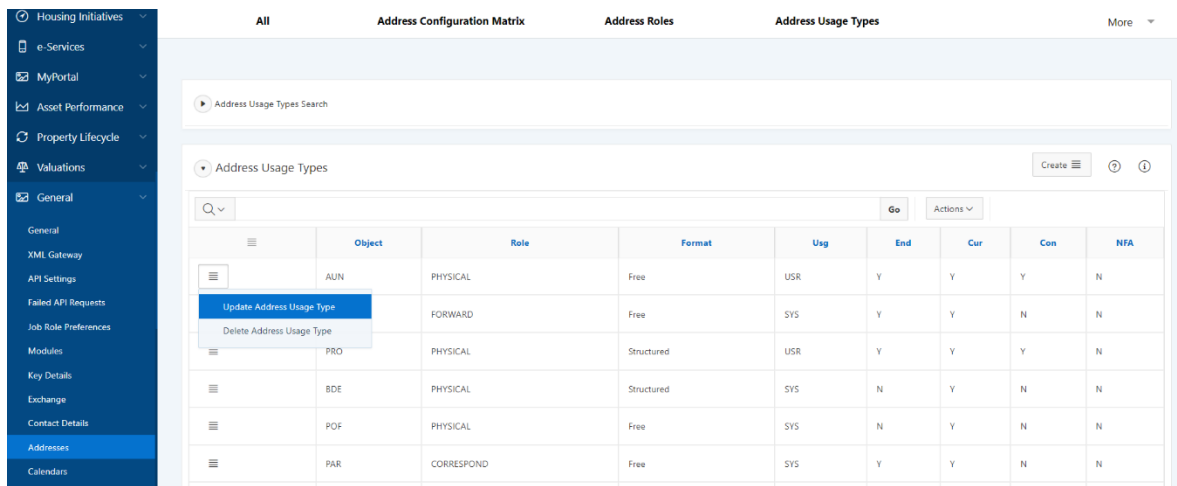 Housing Initiatives
e-Services
MyPortal
Asset Performance
Property Lifecycle
Valuations
General
General
XML Gateway
API Settings
Failed API Requests
Job Role Preferences
Modules
Key Details
Exchange
Contact Details
Addresses
Calendars
All Address Configuration Matrix Address Roles Address Usage Types More
Address Usage Types Search
Address Usage Types Create
Go Actions
Object Role Format Usg End Cur Con NFA
AUN PHYSICAL Free USR Y Y Y N
Update Address Usage Type
FORWARD Free SYS Y Y N N
Delete Address Usage Type
PRO PHYSICAL Structured USR Y Y Y N
BDE PHYSICAL Structured SYS N Y N N
POF PHYSICAL Free SYS N Y N N
PAR CORRESPOND Free SYS Y Y N N